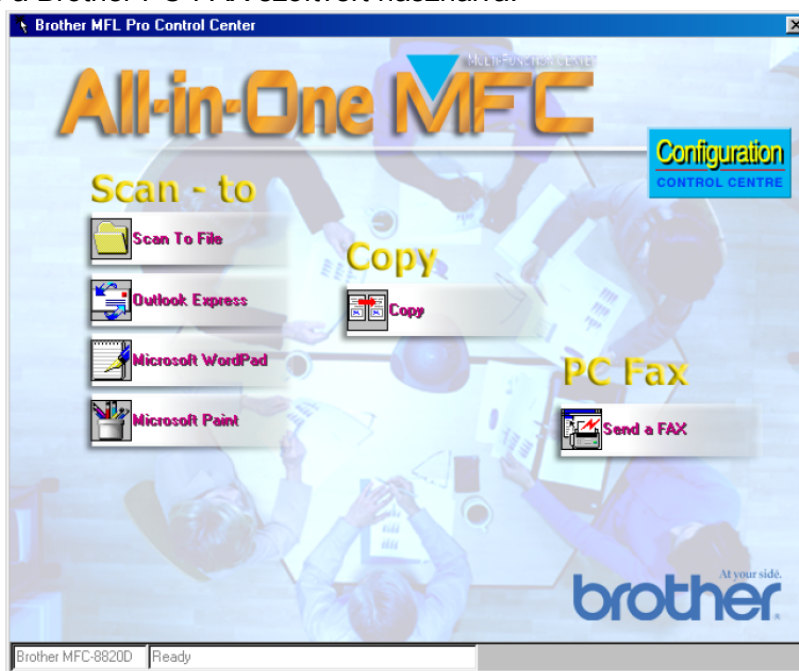 a Brother PC-FAX szoftvert használva.
Brother MFL Pro Control Center
MULTI-FUNCTION CENTER
All-in-One MFC
Configuration
CONTROL CENTRE
Scan - to
Scan To File
Outlook Express
Microsoft WordPad
Microsoft Paint
Copy
Copy
PC Fax
Send a FAX
At your side.
brother.
Brother MFC-8820D
Ready